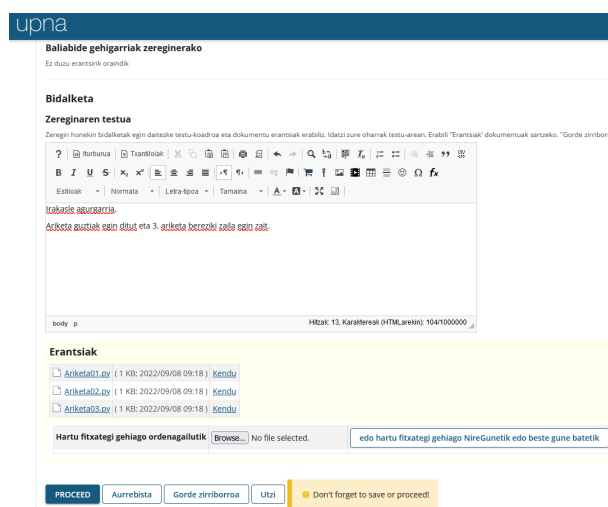 upna
Baliabide gehigarriak zereginerako
Ez duzu erantsirik oraindik
Bidalketa
Zereginaren testua
Zeregin honekin bidalketak egin daitezke testu-koadroa eta dokumentu erantsiak erabiliz. Idatzi zure oharrak testu-arean. Erabili "Erantsiak' dokumentuak sartzeko. "Gorde zirribor
Iturburua Txantiloiak
Estiloak Normala Letra-tipoa Tamaina
Irakasle agurgarria,
Ariketa guztiak egin ditut eta 3. ariketa bereziki zaila egin zait.
body p Hitzak: 13, Karaktereak (HTMLarekin): 104/1000000
Erantsiak
Ariketa01.py ( 1 KB; 2022/09/08 09:18 ) Kendu
Ariketa02.py ( 1 KB; 2022/09/08 09:18 ) Kendu
Ariketa03.py ( 1 KB; 2022/09/08 09:18 ) Kendu
Hartu fitxategi gehiago ordenagailutik Browse... No file selected. edo hartu fitxategi gehiago NireGunetik edo beste gune batetik
PROCEED Aurrebista Gorde zirriborroa Utzi Don't forget to save or proceed!